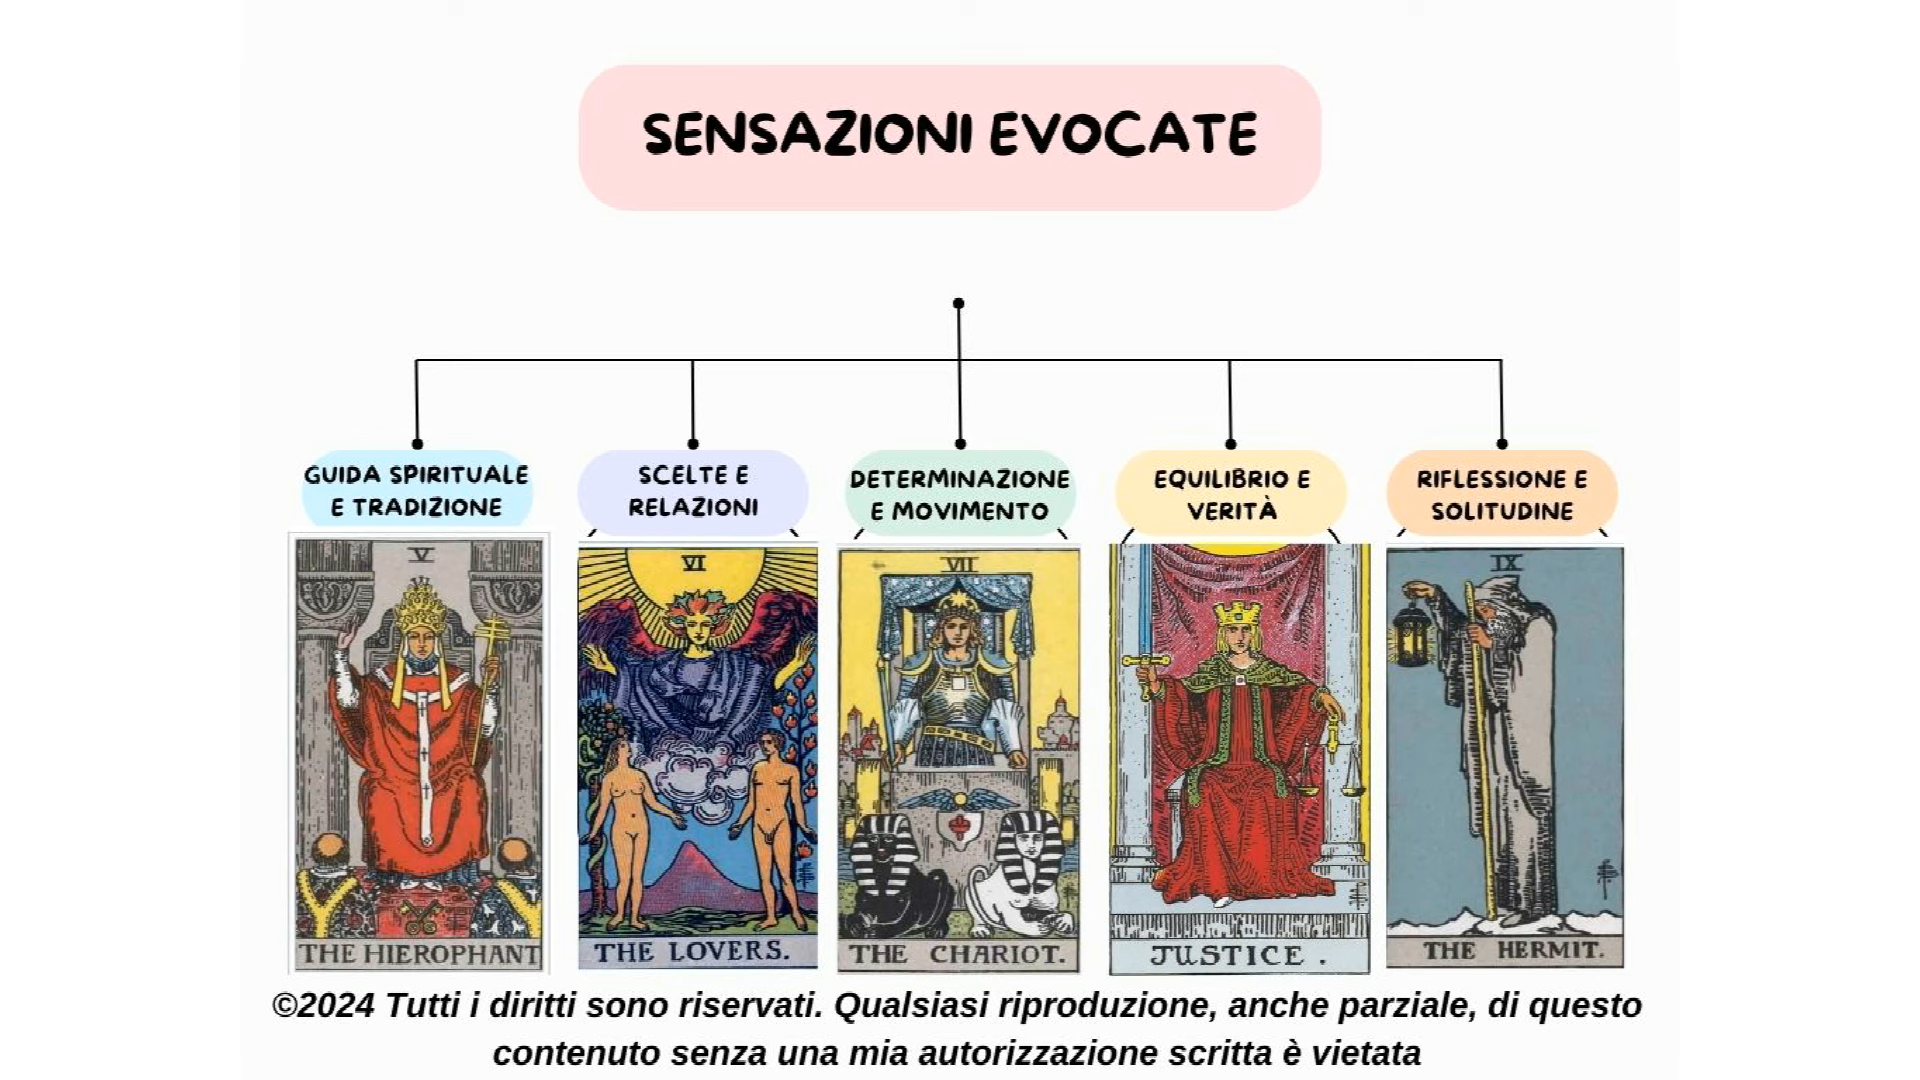 SENSAZIONI EVOCATE
GUIDA SPIRITUALE
E TRADIZIONE
SCELTE E
RELAZIONI
DETERMINAZIONE
E MOVIMENTO
EQUILIBRIO E
VERITÀ
RIFLESSIONE E
SOLITUDINE
V
VI
VII
IX
THE HIEROPHANT
THE LOVERS.
THE CHARIOT.
JUSTICE .
THE HERMIT.
©2024 Tutti i diritti sono riservati. Qualsiasi riproduzione, anche parziale, di questo
contenuto senza una mia autorizzazione scritta è vietata